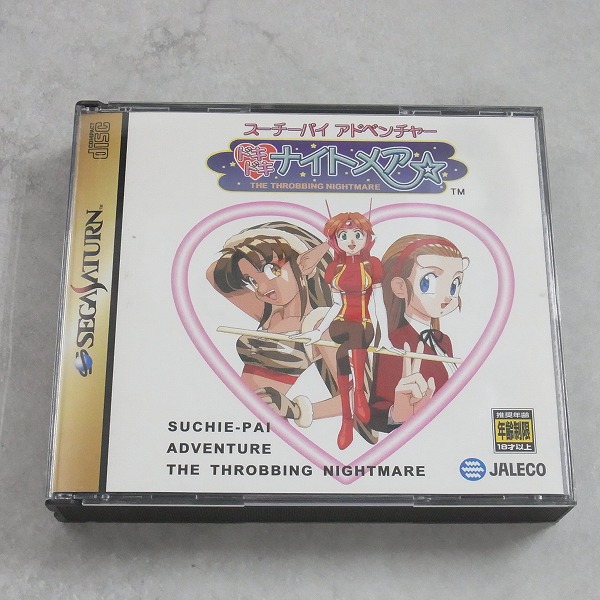 スーチーパイ アドベンチャー
ドキドキ ナイトメア☆
THE THROBBING NIGHTMARE
TM
COMPACT
DISC
SEGA SATURN
SUCHIE-PAI
ADVENTURE
THE THROBBING NIGHTMARE
推奨年齢
年齢制限
18才以上
JALECO